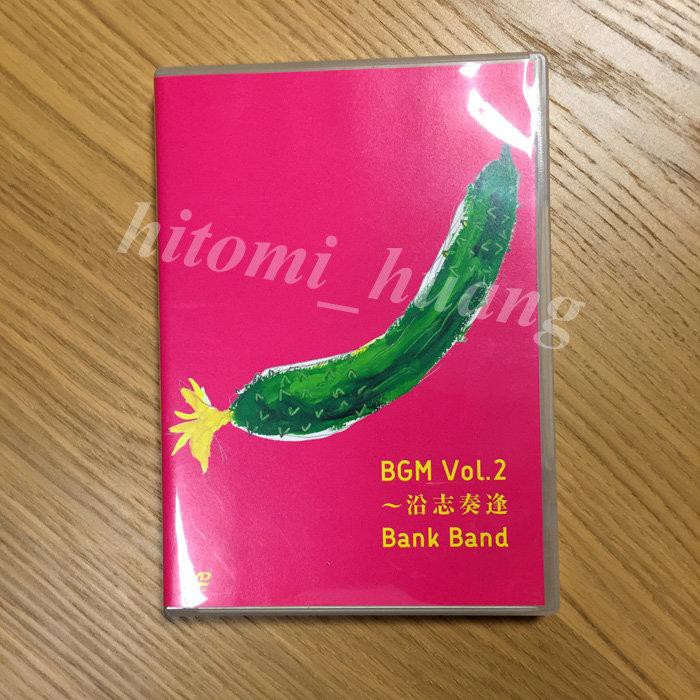 hitomi_huang
BGM Vol.2
～沿志奏逢
Bank Band